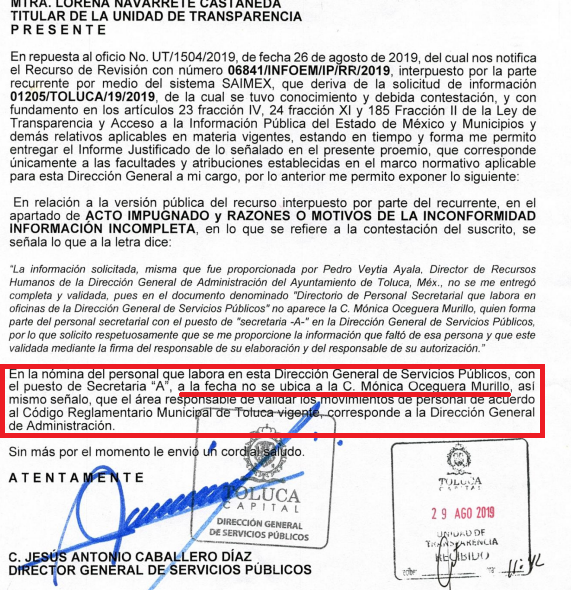 MTRA. LORENA NAVARRETE CASTAÑEDA
TITULAR DE LA UNIDAD DE TRANSPARENCIA
P R E S E N T E
En respuesta al oficio No. UT/1504/2019, de fecha 26 de agosto de 2019, del cual nos notifica
el Recurso de Revisión con número 06841/INFOEM/IP/RR/2019, interpuesto por la parte
recurrente por medio del sistema SAIMEX, que deriva de la solicitud de información
01205/TOLUCA/19/2019, de la cual se tuvo conocimiento y debida contestación, y con
fundamento en los artículos 23 fracción IV, 24 fracción XI y 185 Fracción II de la Ley de
Transparencia y Acceso a la Información Pública del Estado de México y Municipios y
demás relativos aplicables en materia vigentes, estando en tiempo y forma me permito
entregar el Informe Justificado de lo señalado en el presente proemio, que corresponde
únicamente a las facultades y atribuciones establecidas en el marco normativo aplicable
para esta Dirección General a mi cargo, por lo anterior me permito exponer lo siguiente:
En relación a la versión pública del recurso interpuesto por parte del recurrente, en el
apartado de ACTO IMPUGNADO y RAZONES O MOTIVOS DE LA INCONFORMIDAD
INFORMACIÓN INCOMPLETA, en lo que se refiere a la contestación del suscrito, se
señala lo que a la letra dice:
“La información solicitada, misma que fue proporcionada por Pedro Veytia Ayala, Director de Recursos
Humanos de la Dirección General de Administración del Ayuntamiento de Toluca, Méx., no se me entregó
completa y validada, pues en el documento denominado "Directorio de Personal Secretarial que labora en
oficinas de la Dirección General de Servicios Públicos" no aparece la C. Mónica Oceguera Murillo, quien forma
parte del personal secretarial con el puesto de "secretaria -A-" en la Dirección General de Servicios Públicos,
por lo que solicito respetuosamente que se me proporcione la información que faltó de esa persona y que este
validada mediante la firma del responsable de su elaboración y del responsable de su autorización.”
En la nómina del personal que labora en esta Dirección General de Servicios Públicos, con
el puesto de Secretaria “A”, a la fecha no se ubica a la C. Mónica Oceguera Murillo, así
mismo señalo, que el área responsable de validar los movimientos de personal de acuerdo
al Código Reglamentario Municipal de Toluca vigente, corresponde a la Dirección General
de Administración.
Sin más por el momento le envió un cordial saludo.
A T E N T A M E N T E
TOLUCA
CAPITAL
DIRECCIÓN GENERAL
DE SERVICIOS PÚBLICOS
C. JESÚS ANTONIO CABALLERO DÍAZ
DIRECTOR GENERAL DE SERVICIOS PÚBLICOS
TOLUCA
CAPITAL
29 AGO 2019
UNIDAD DE
TRANSPARENCIA
RECIBIDO